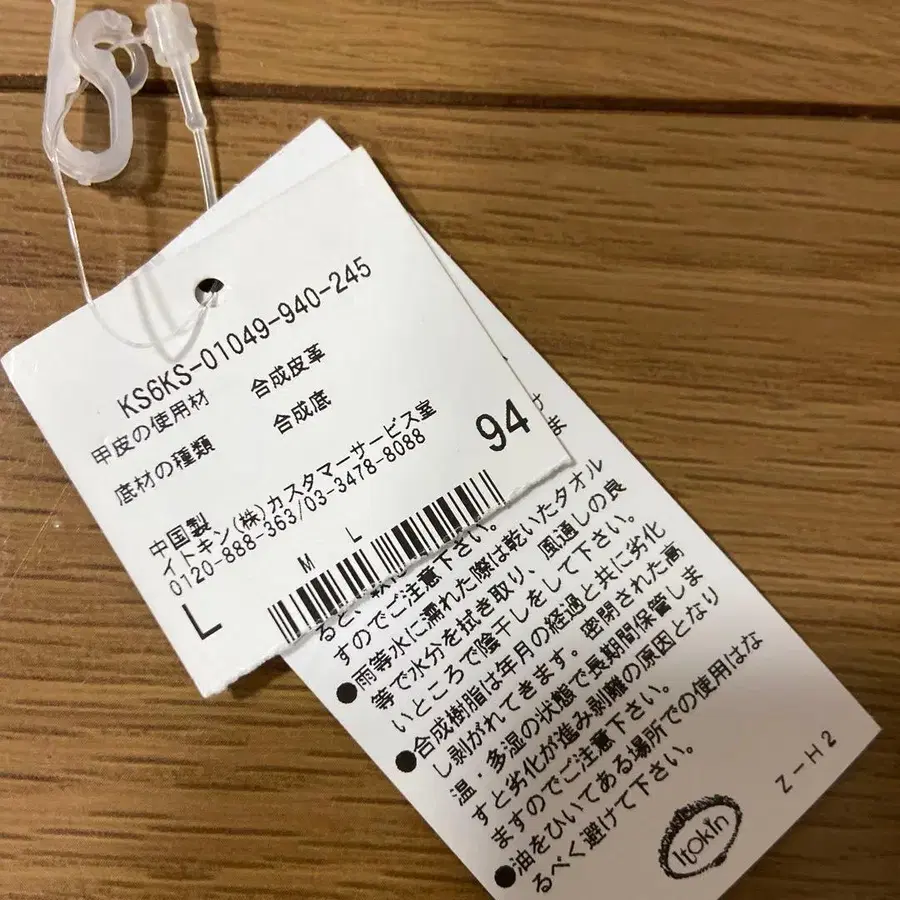 KS6KS-01049-940-245
甲皮の使用材 合成皮革
底材の種類 合成底
94
中国製
イトキン(株)カスタマーサービス室
0120-888-363/03-3478-8088
M L
L
け
ま
ると、
すのでご注意下さい。
●雨等水に濡れた際は乾いたタオル
等で水分を拭き取り、風通しの良
いところで陰干しをして下さい。
●合成樹脂は年月の経過と共に劣化
し剥がれてきます。密閉された高
温・多湿の状態で長期間保管しま
すと劣化が進み剥離の原因となり
ますのでご注意下さい。
●油をひいてある場所での使用はな
るべく避けて下さい。
Itokin
Z-H2